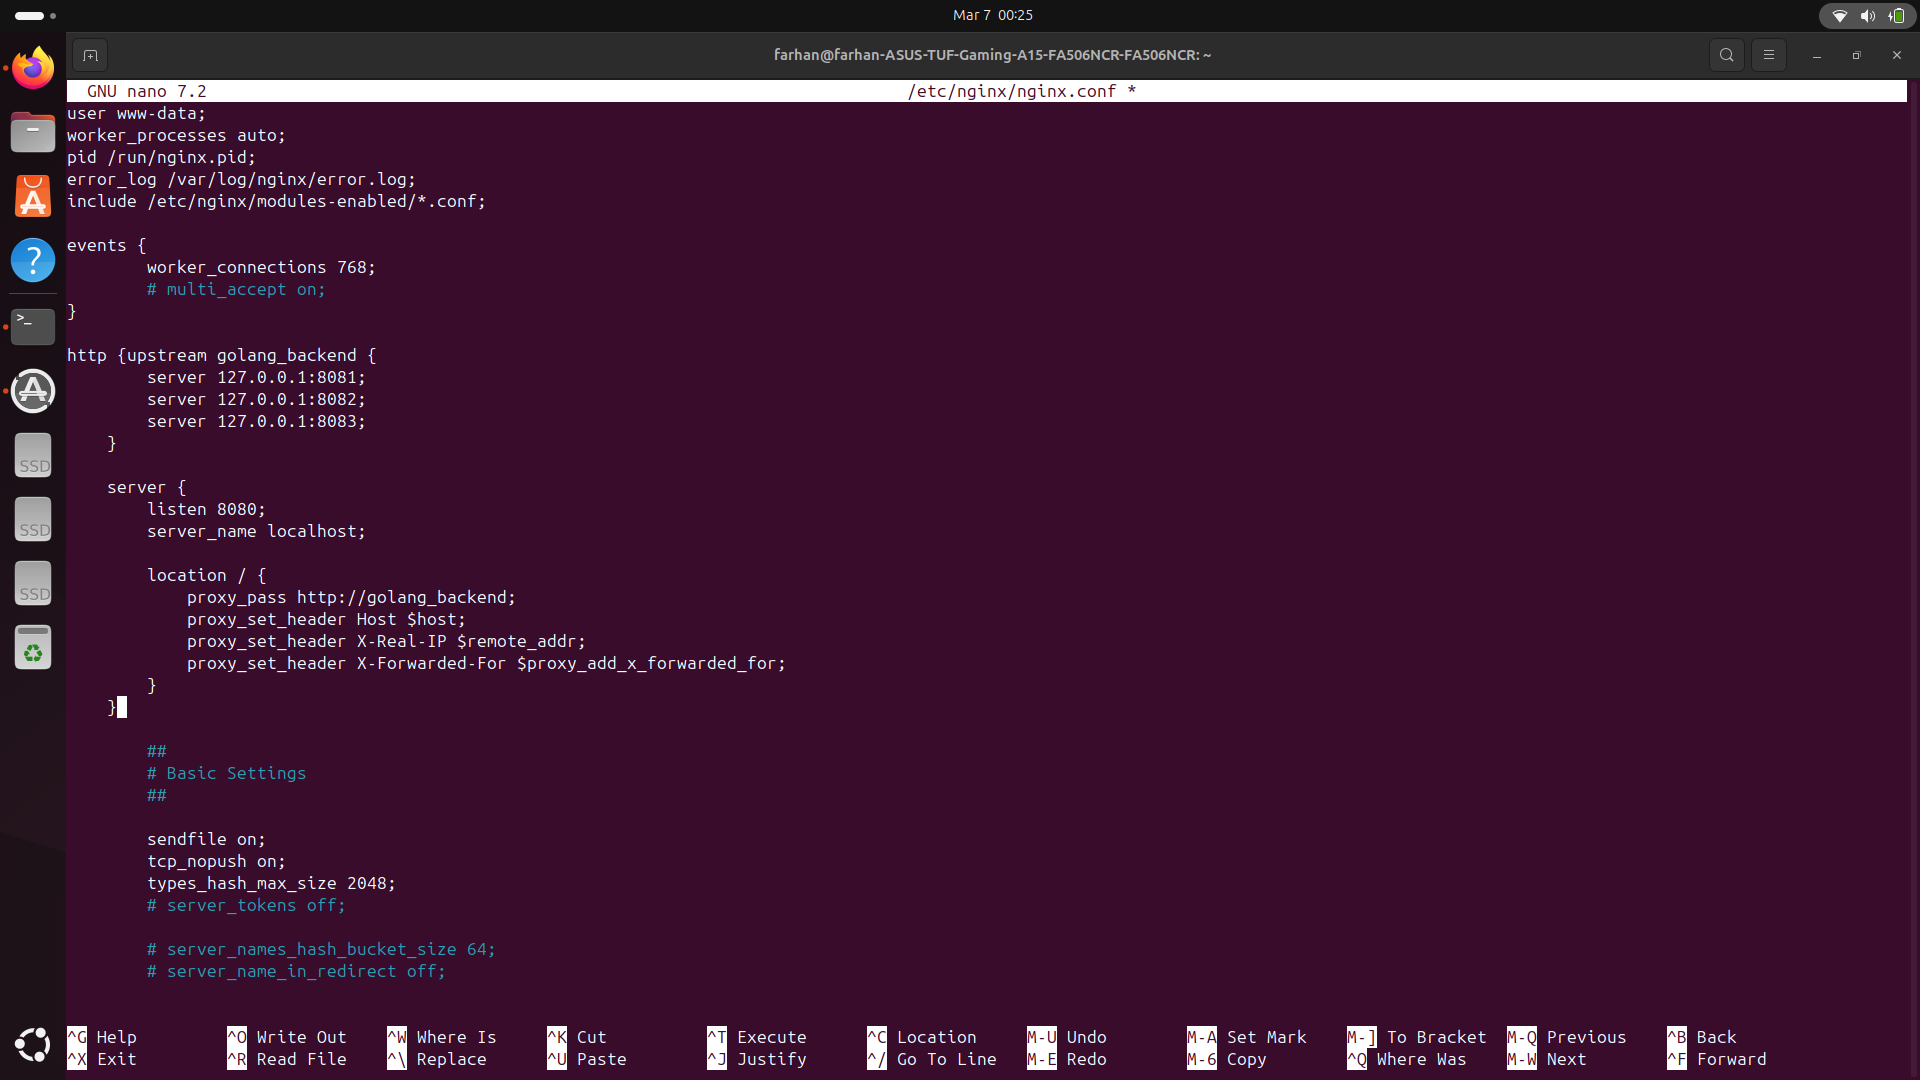 Mar 7 00:25
farhan@farhan-ASUS-TUF-Gaming-A15-FA506NCR-FA506NCR: ~
GNU nano 7.2 /etc/nginx/nginx.conf *
user www-data;
worker_processes auto;
pid /run/nginx.pid;
error_log /var/log/nginx/error.log;
include /etc/nginx/modules-enabled/*.conf;
events {
worker_connections 768;
# multi_accept on;
}
http {upstream golang_backend {
server 127.0.0.1:8081;
server 127.0.0.1:8082;
server 127.0.0.1:8083;
}
server {
listen 8080;
server_name localhost;
location / {
proxy_pass http://golang_backend;
proxy_set_header Host $host;
proxy_set_header X-Real-IP $remote_addr;
proxy_set_header X-Forwarded-For $proxy_add_x_forwarded_for;
}
}
##
# Basic Settings
##
sendfile on;
tcp_nopush on;
types_hash_max_size 2048;
# server_tokens off;
# server_names_hash_bucket_size 64;
# server_name_in_redirect off;
SSD
SSD
SSD
^G Help ^O Write Out ^W Where Is ^K Cut ^T Execute ^C Location M-U Undo M-A Set Mark M-] To Bracket M-Q Previous ^B Back
^X Exit ^R Read File ^\ Replace ^U Paste ^J Justify ^/ Go To Line M-E Redo M-6 Copy ^Q Where Was M-W Next ^F Forward